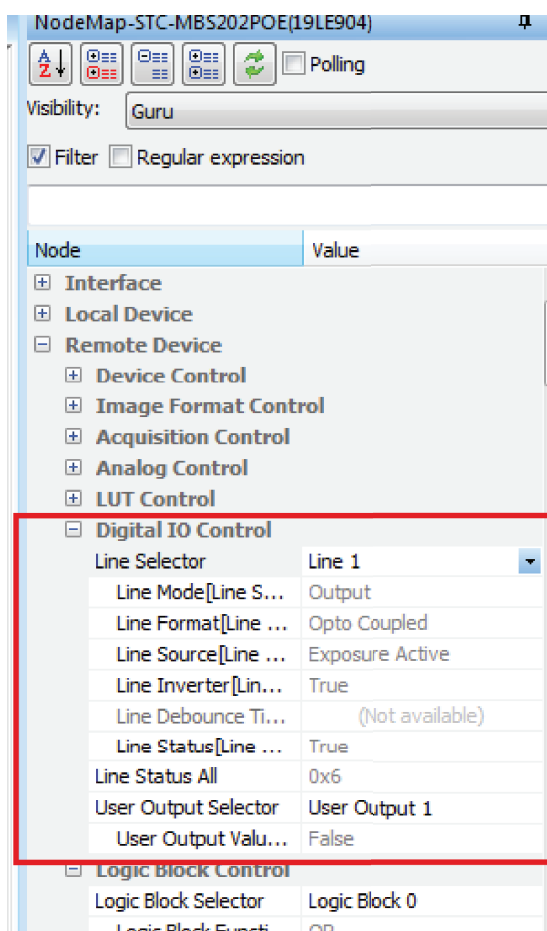 NodeMap-STC-MBS202POE(19LE904)
A Z Polling
Visibility: Guru
Filter Regular expression
Node Value
Interface
Local Device
Remote Device
Device Control
Image Format Control
Acquisition Control
Analog Control
LUT Control
Digital IO Control
Line Selector Line 1
Line Mode[Line S... Output
Line Format[Line ... Opto Coupled
Line Source[Line ... Exposure Active
Line Inverter[Lin... True
Line Debounce Ti... (Not available)
Line Status[Line ... True
Line Status All 0x6
User Output Selector User Output 1
User Output Valu... False
Logic Block Control
Logic Block Selector Logic Block 0
Logic Block Functi... OR